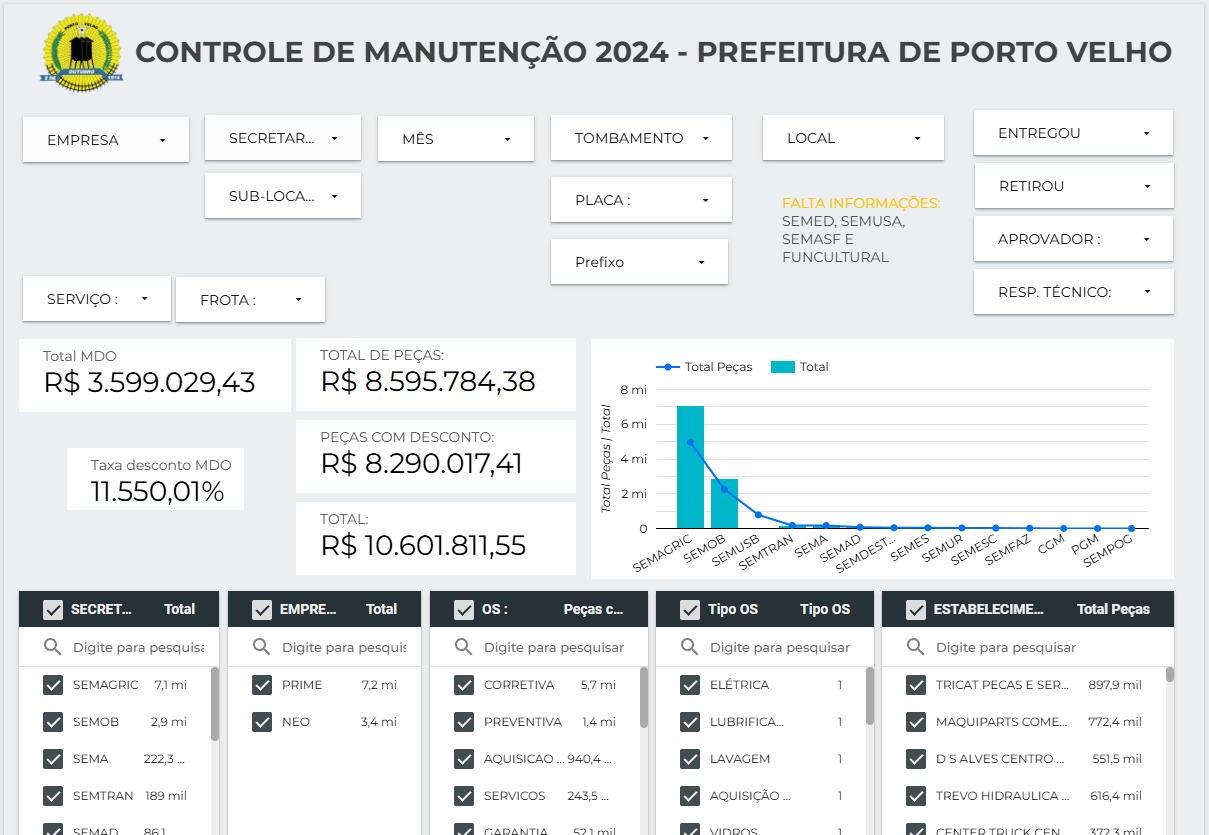 PORTO VELHO
OUTUBRO
CONTROLE DE MANUTENÇÃO 2024 - PREFEITURA DE PORTO VELHO
EMPRESA
SECRETAR...
MÊS
TOMBAMENTO
LOCAL
ENTREGOU
SUB-LOCA...
PLACA :
RETIROU
FALTA INFORMAÇÕES:
SEMED, SEMUSA,
SEMASF E
FUNCULTURAL
Prefixo
APROVADOR :
RESP. TÉCNICO:
SERVIÇO :
FROTA :
Total MDO
R$ 3.599.029,43
TOTAL DE PEÇAS:
R$ 8.595.784,38
PEÇAS COM DESCONTO:
R$ 8.290.017,41
Taxa desconto MDO
11.550,01%
TOTAL:
R$ 10.601.811,55
Total Peças
Total
Total Peças | Total
8 mi
6 mi
4 mi
2 mi
0
SEMAGRIC
SEMOB
SEMUSB
SEMTRAN
SEMA
SEMAD
SEMDEST...
SEMES
SEMUR
SEMESC
SEMFAZ
CGM
PGM
SEMPOG
SECRET... Total
Digite para pesquisa
SEMAGRIC 7,1 mi
SEMOB 2,9 mi
SEMA 222,3 ...
SEMTRAN 189 mil
SEMAD 86,1
EMPRE... Total
Digite para pesquis
PRIME 7,2 mi
NEO 3,4 mi
OS : Peças c...
Digite para pesquisar
CORRETIVA 5,7 mi
PREVENTIVA 1,4 mi
AQUISICAO ... 940,4 ...
SERVICOS 243,5 ...
GARANTIA 52,1 mil
Tipo OS Tipo OS
Digite para pesquisar
ELÉTRICA 1
LUBRIFICA... 1
LAVAGEM 1
AQUISIÇÃO ... 1
VIDROS 1
ESTABELECIME... Total Peças
Digite para pesquisar
TRICAT PECAS E SER... 897,9 mil
MAQUIPARTS COME... 772,4 mil
D S ALVES CENTRO ... 551,5 mil
TREVO HIDRAULICA ... 616,4 mil
CENTER TRUCK CEN... 372,3 mil